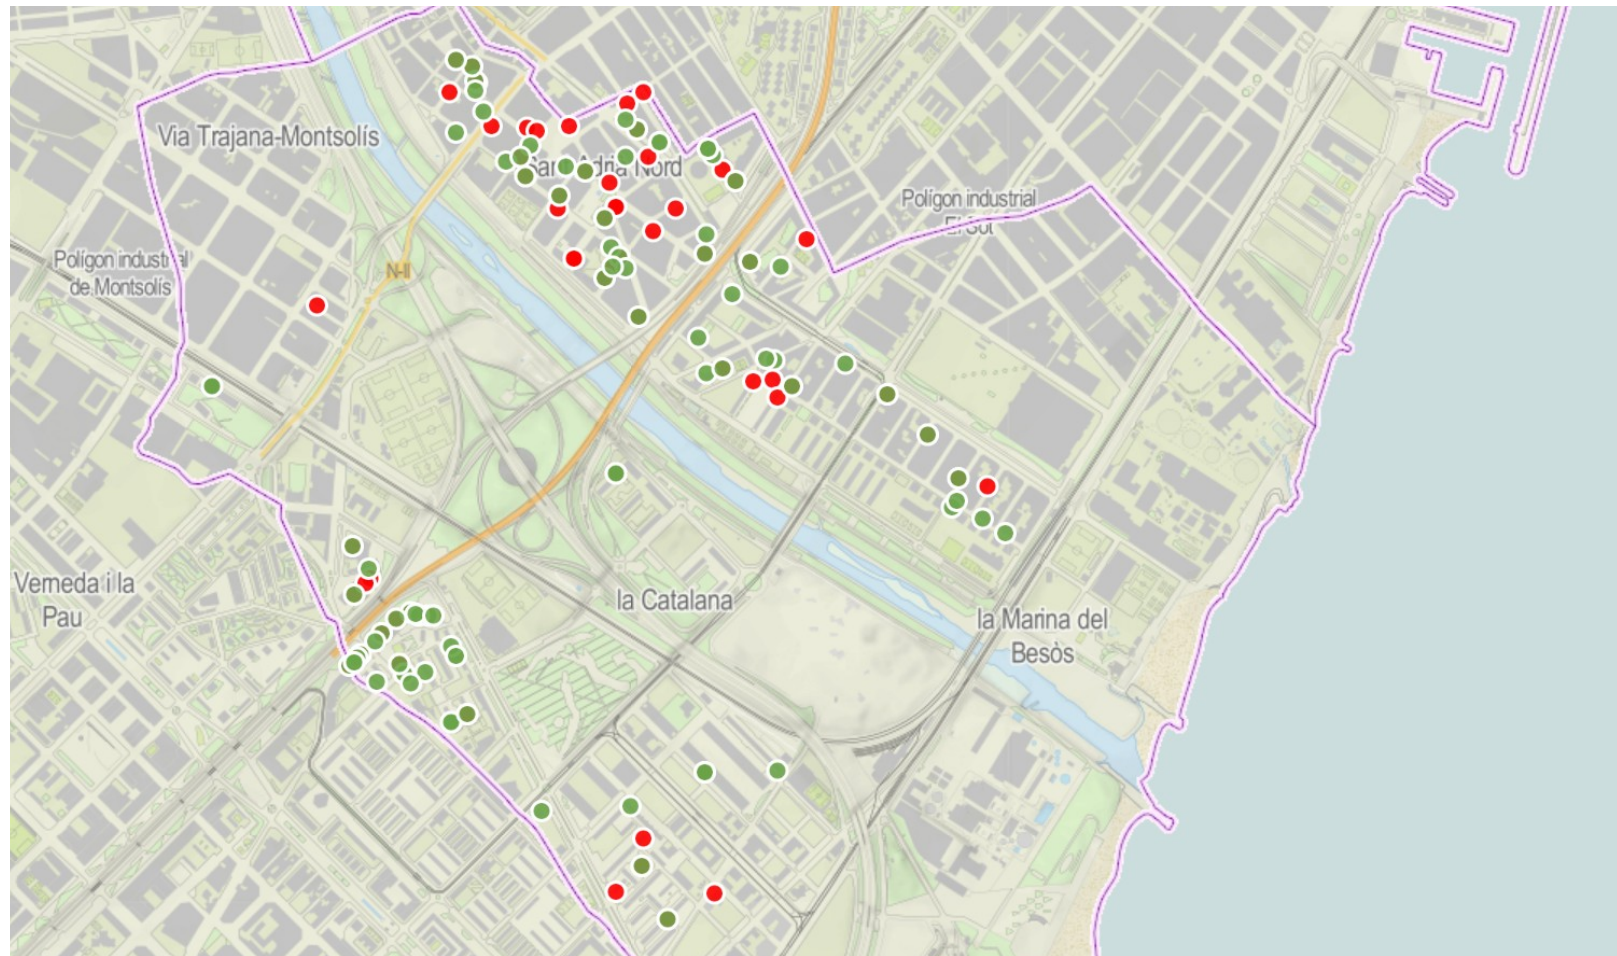 Via Trajana-Montsolís
Sant Adrià Nord
Polígon industrial
El Sot
Polígon industrial
de Montsolís
N-II
Verneda i la
Pau
la Catalana
la Marina del
Besòs